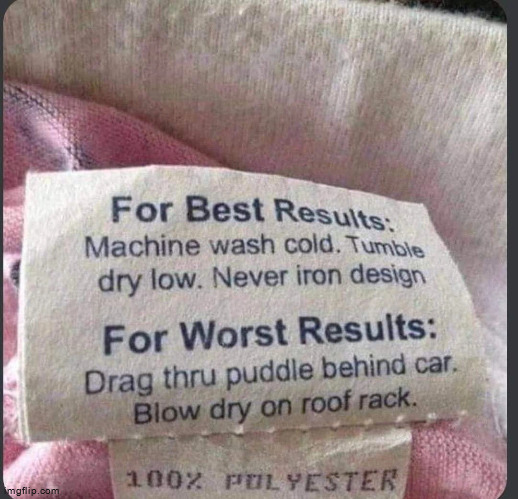 For Best Results:
Machine wash cold. Tumble
dry low. Never iron design
For Worst Results:
Drag thru puddle behind car.
Blow dry on roof rack.
100% POLYESTER
imgflip.com